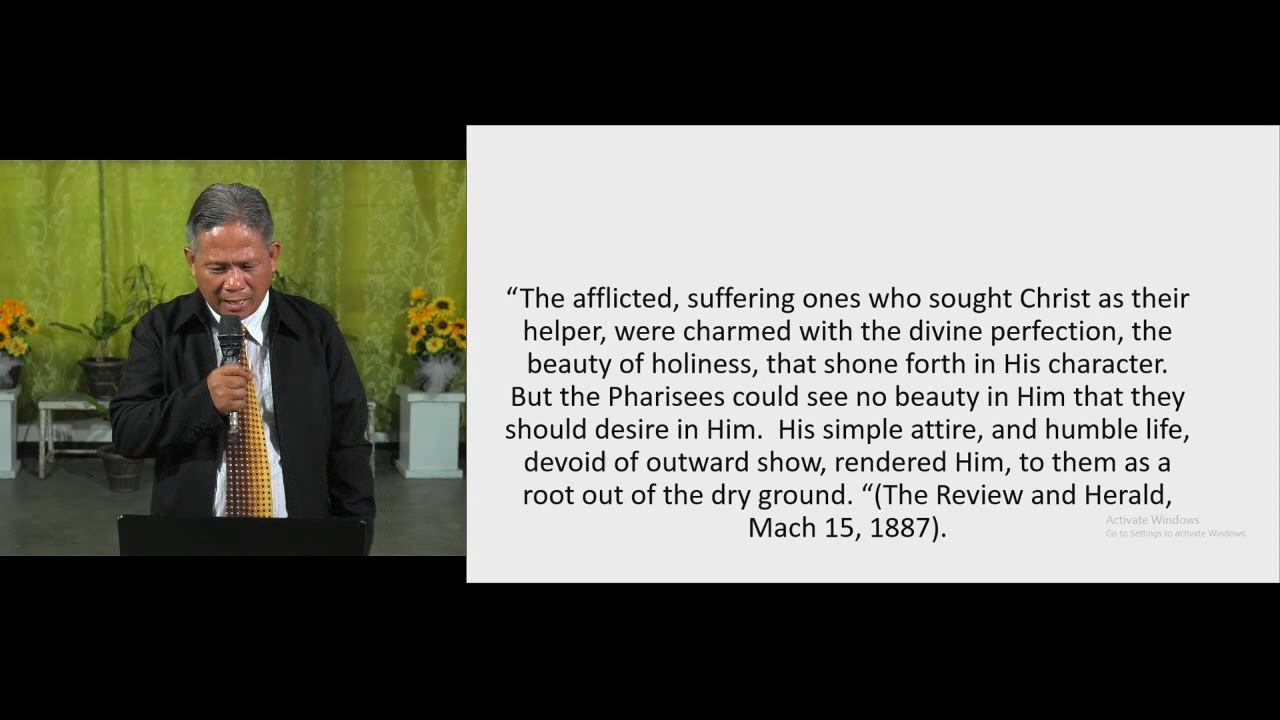 “The afflicted, suffering ones who sought Christ as their
helper, were charmed with the divine perfection, the
beauty of holiness, that shone forth in His character.
But the Pharisees could see no beauty in Him that they
should desire in Him.  His simple attire, and humble life,
devoid of outward show, rendered Him, to them as a
root out of the dry ground. “(The Review and Herald,
Mach 15, 1887).
Activate Windows
Go to Settings to activate Windows.